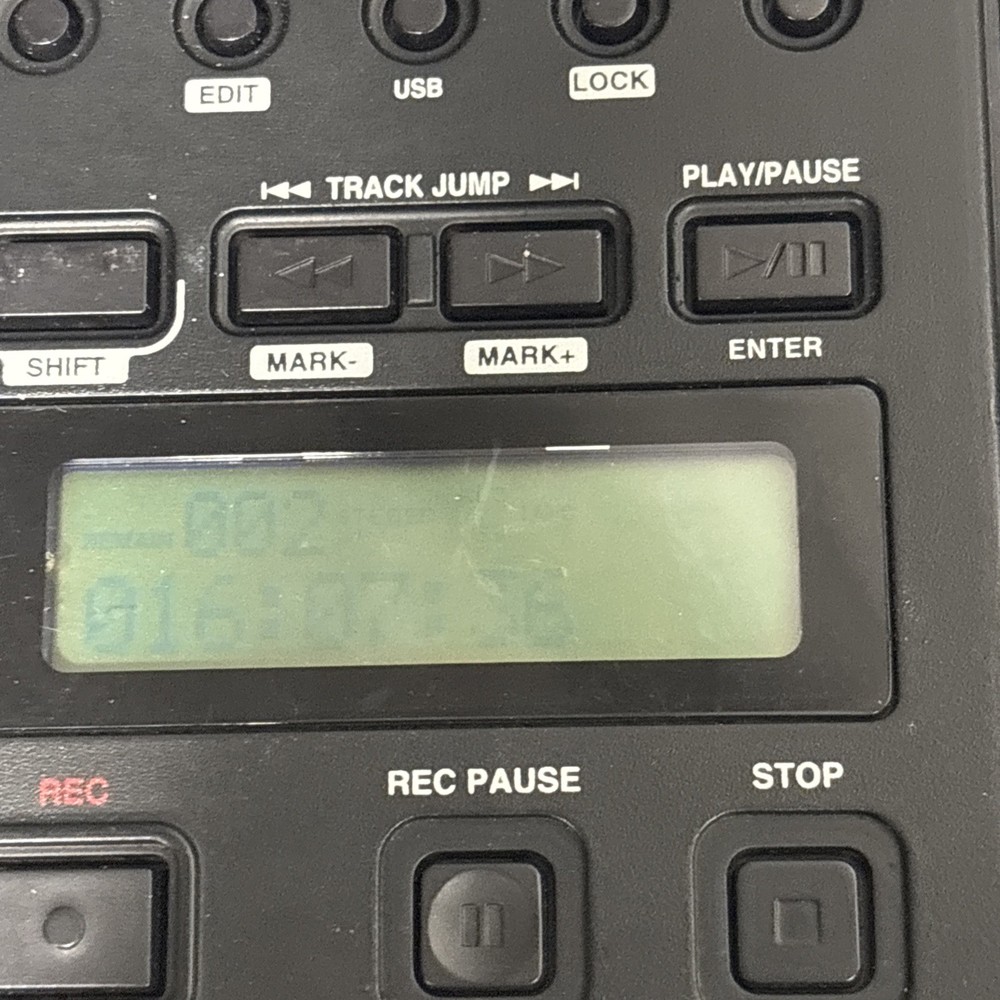 EDIT USB LOCK
⏮ TRACK JUMP ⏭ PLAY/PAUSE
SHIFT MARK- MARK+ ENTER
002
REC REC PAUSE STOP